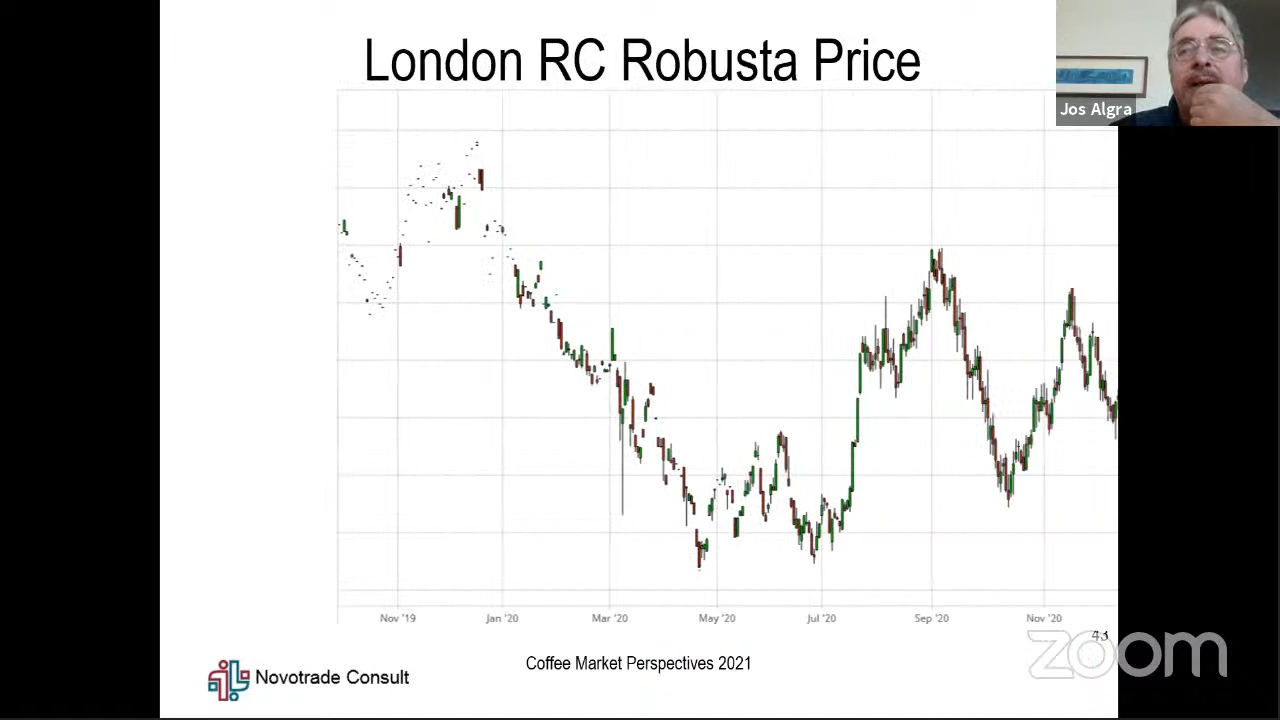 London RC Robusta Price
Jos Algra
Nov '19
Jan '20
Mar '20
May '20
Jul '20
Sep '20
Nov '20
43
zoom
Coffee Market Perspectives 2021
Novotrade Consult